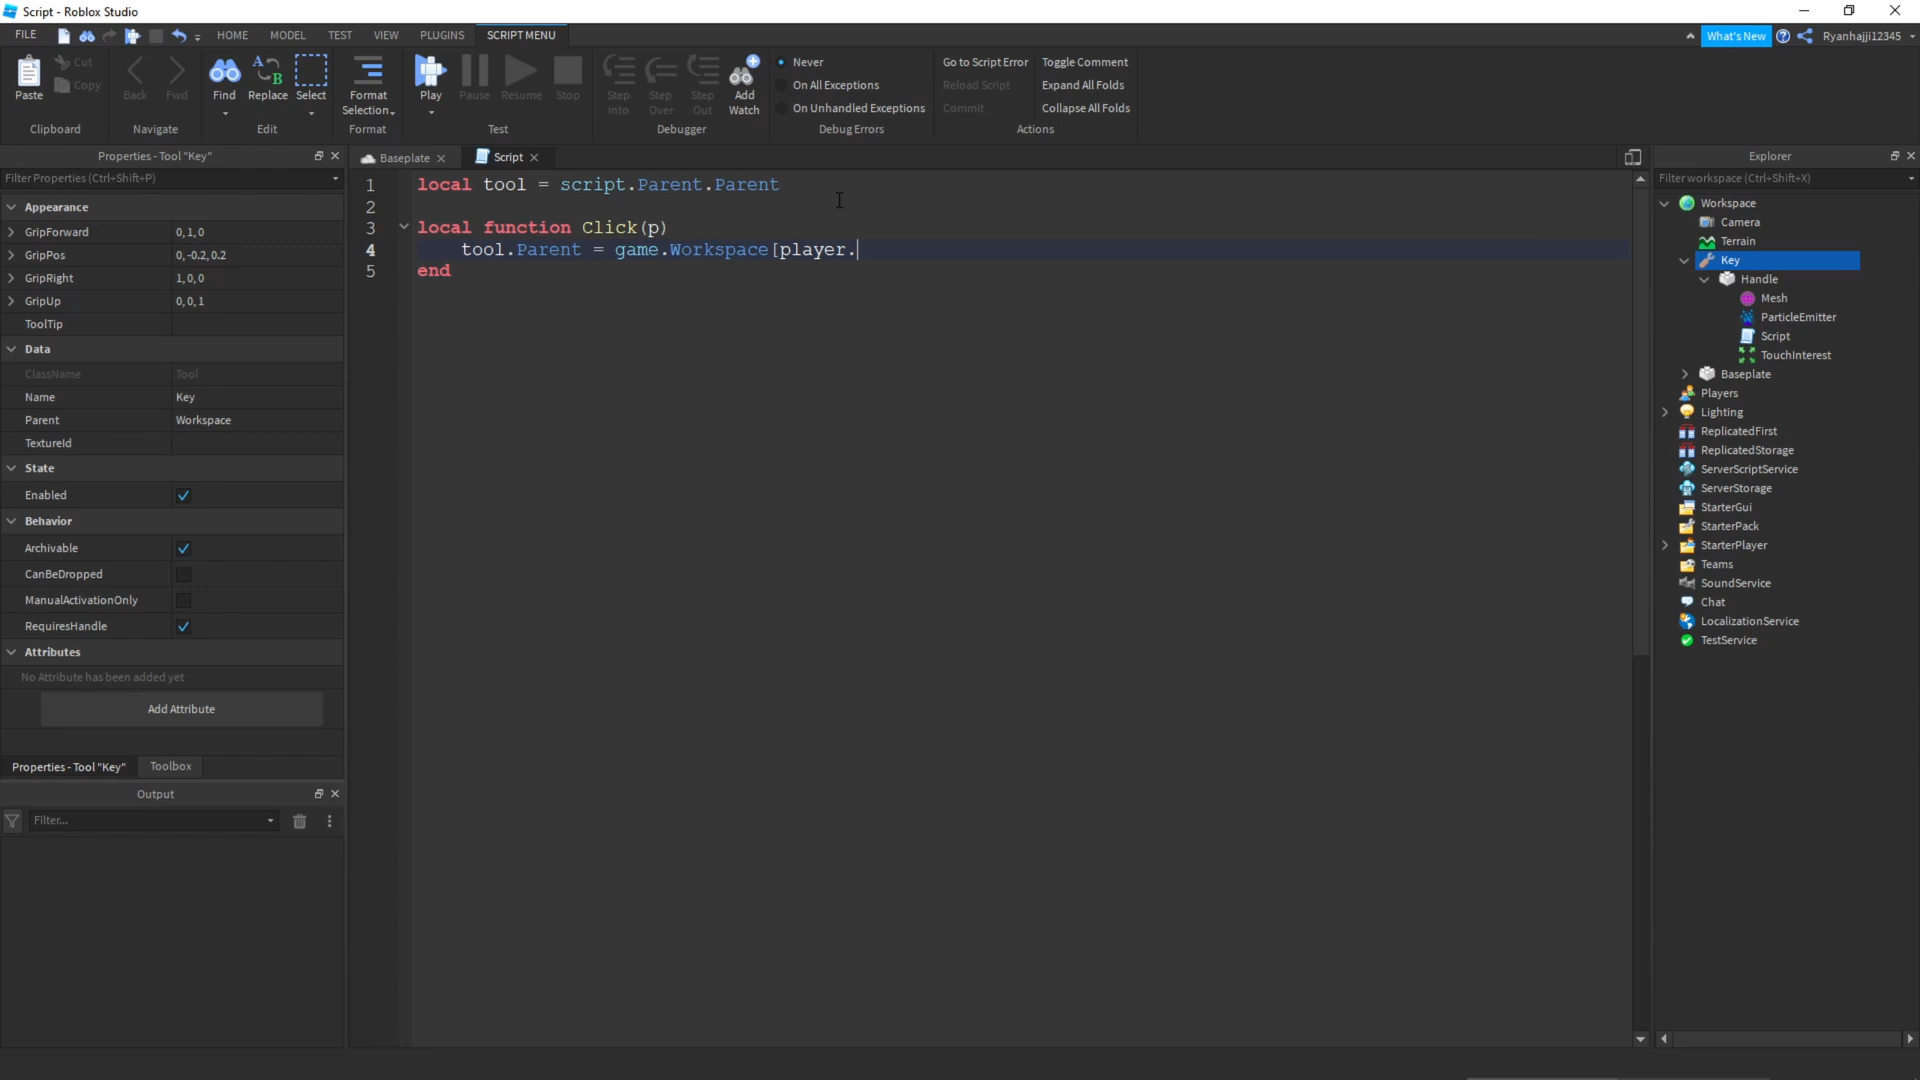 Script - Roblox Studio
FILE HOME MODEL TEST VIEW PLUGINS SCRIPT MENU What's New Ryanhajji12345
Paste Cut Copy Clipboard
Back Fwd Navigate
Find Replace Select Edit
Format Selection Format
Play Pause Resume Stop Test
Step Into Step Over Step Out Add Watch Debugger
Never
On All Exceptions
On Unhandled Exceptions
Debug Errors
Go to Script Error Toggle Comment
Reload Script Expand All Folds
Commit Collapse All Folds
Actions
Properties - Tool "Key"
Filter Properties (Ctrl+Shift+P)
Appearance
GripForward 0, 1, 0
GripPos 0, -0.2, 0.2
GripRight 1, 0, 0
GripUp 0, 0, 1
ToolTip
Data
ClassName Tool
Name Key
Parent Workspace
TextureId
State
Enabled
Behavior
Archivable
CanBeDropped
ManualActivationOnly
RequiresHandle
Attributes
No Attribute has been added yet
Add Attribute
Properties - Tool "Key" Toolbox
Output
Filter...
Baseplate Script
1 local tool = script.Parent.Parent
2
3 local function Click(p)
4 tool.Parent = game.Workspace[player.
5 end
Explorer
Filter workspace (Ctrl+Shift+X)
Workspace
Camera
Terrain
Key
Handle
Mesh
ParticleEmitter
Script
TouchInterest
Baseplate
Players
Lighting
ReplicatedFirst
ReplicatedStorage
ServerScriptService
ServerStorage
StarterGui
StarterPack
StarterPlayer
Teams
SoundService
Chat
LocalizationService
TestService